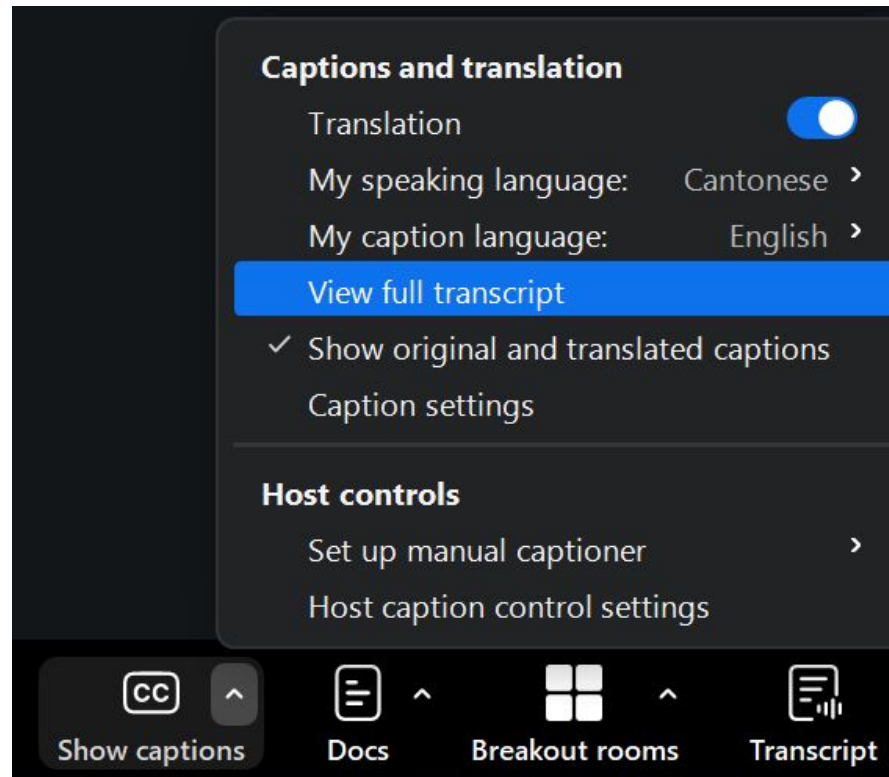 Captions and translation
Translation
My speaking language: Cantonese
My caption language: English
View full transcript
Show original and translated captions
Caption settings
Host controls
Set up manual captioner
Host caption control settings
CC
Show captions Docs Breakout rooms Transcript